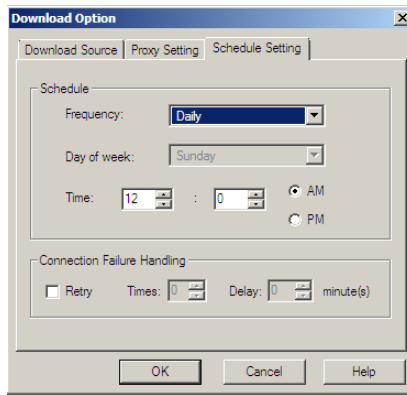 Download Option
Download Source Proxy Setting Schedule Setting
Schedule
Frequency: Daily
Day of week: Sunday
Time: 12 : 0 AM
PM
Connection Failure Handling
Retry Times: 0 Delay: 0 minute(s)
OK Cancel Help